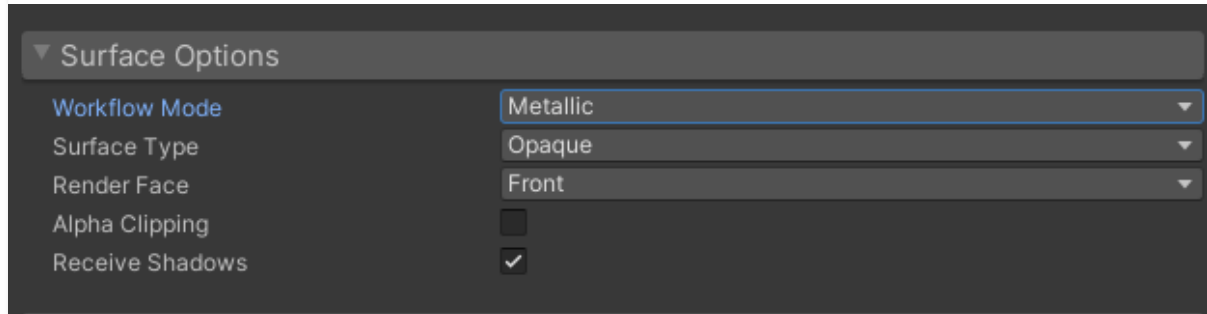 Surface Options
Workflow Mode Metallic
Surface Type Opaque
Render Face Front
Alpha Clipping
Receive Shadows